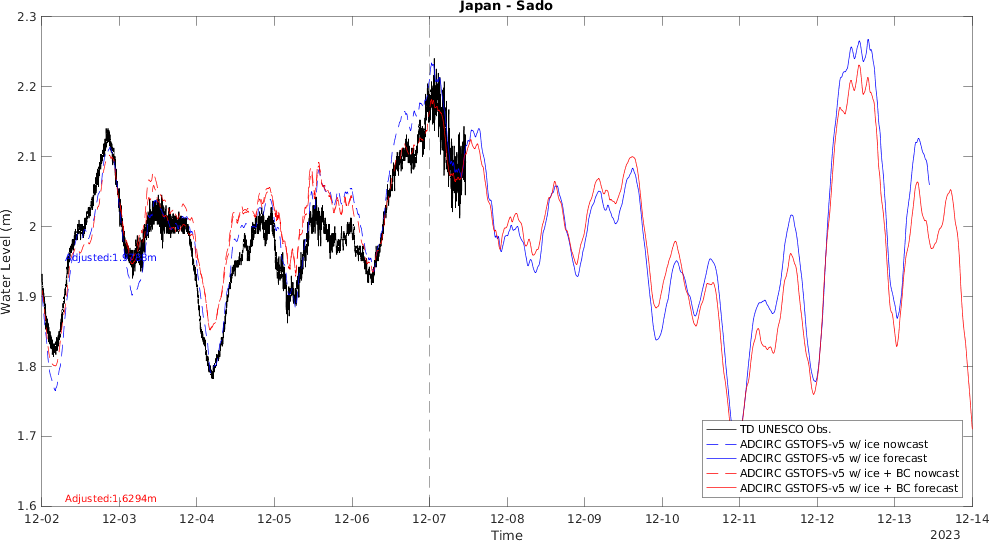 Japan - Sado
2.3
2.2
2.1
2
1.9
1.8
1.7
1.6
Water Level (m)
Adjusted:1.6294m
TD UNESCO Obs.
ADCIRC GSTOFS-v5 w/ ice nowcast
ADCIRC GSTOFS-v5 w/ ice forecast
ADCIRC GSTOFS-v5 w/ ice + BC nowcast
ADCIRC GSTOFS-v5 w/ ice + BC forecast
12-02 12-03 12-04 12-05 12-06 12-07 12-08 12-09 12-10 12-11 12-12 12-13 12-14
Time
2023